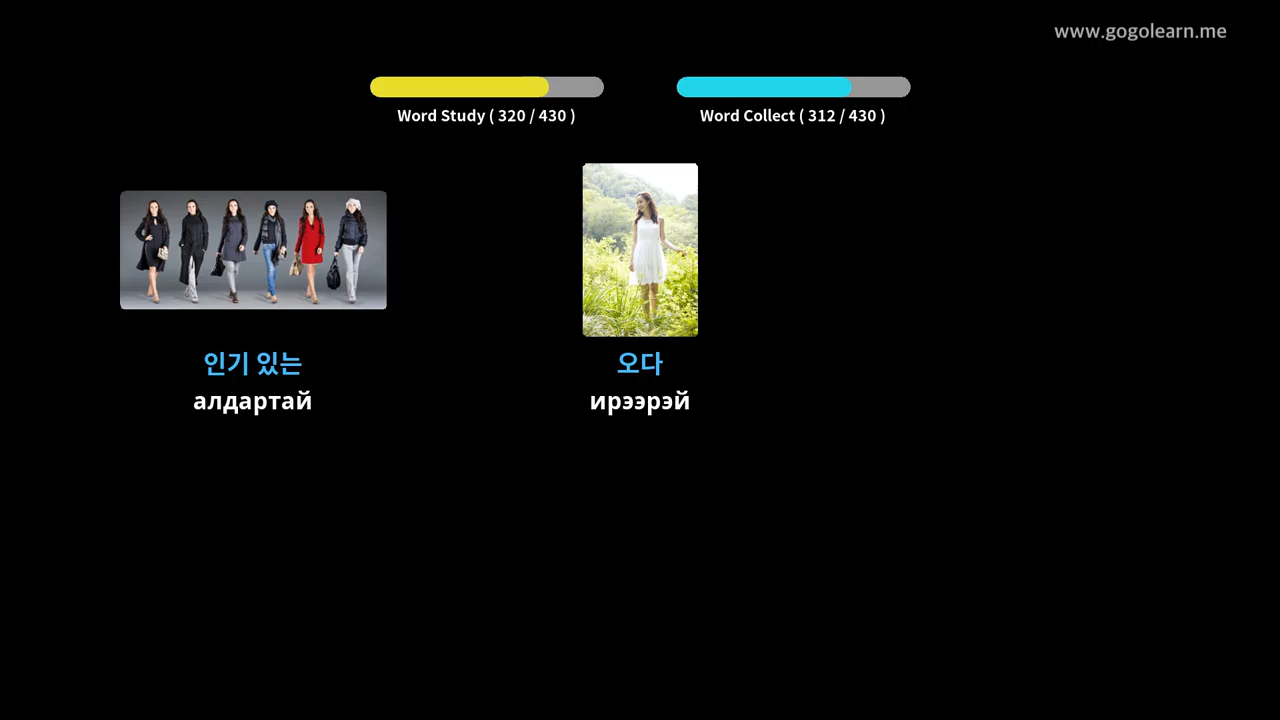 www.gogolearn.me
Word Study ( 320 / 430 )
Word Collect ( 312 / 430 )
인기 있는
алдартай
오다
ирээрэй